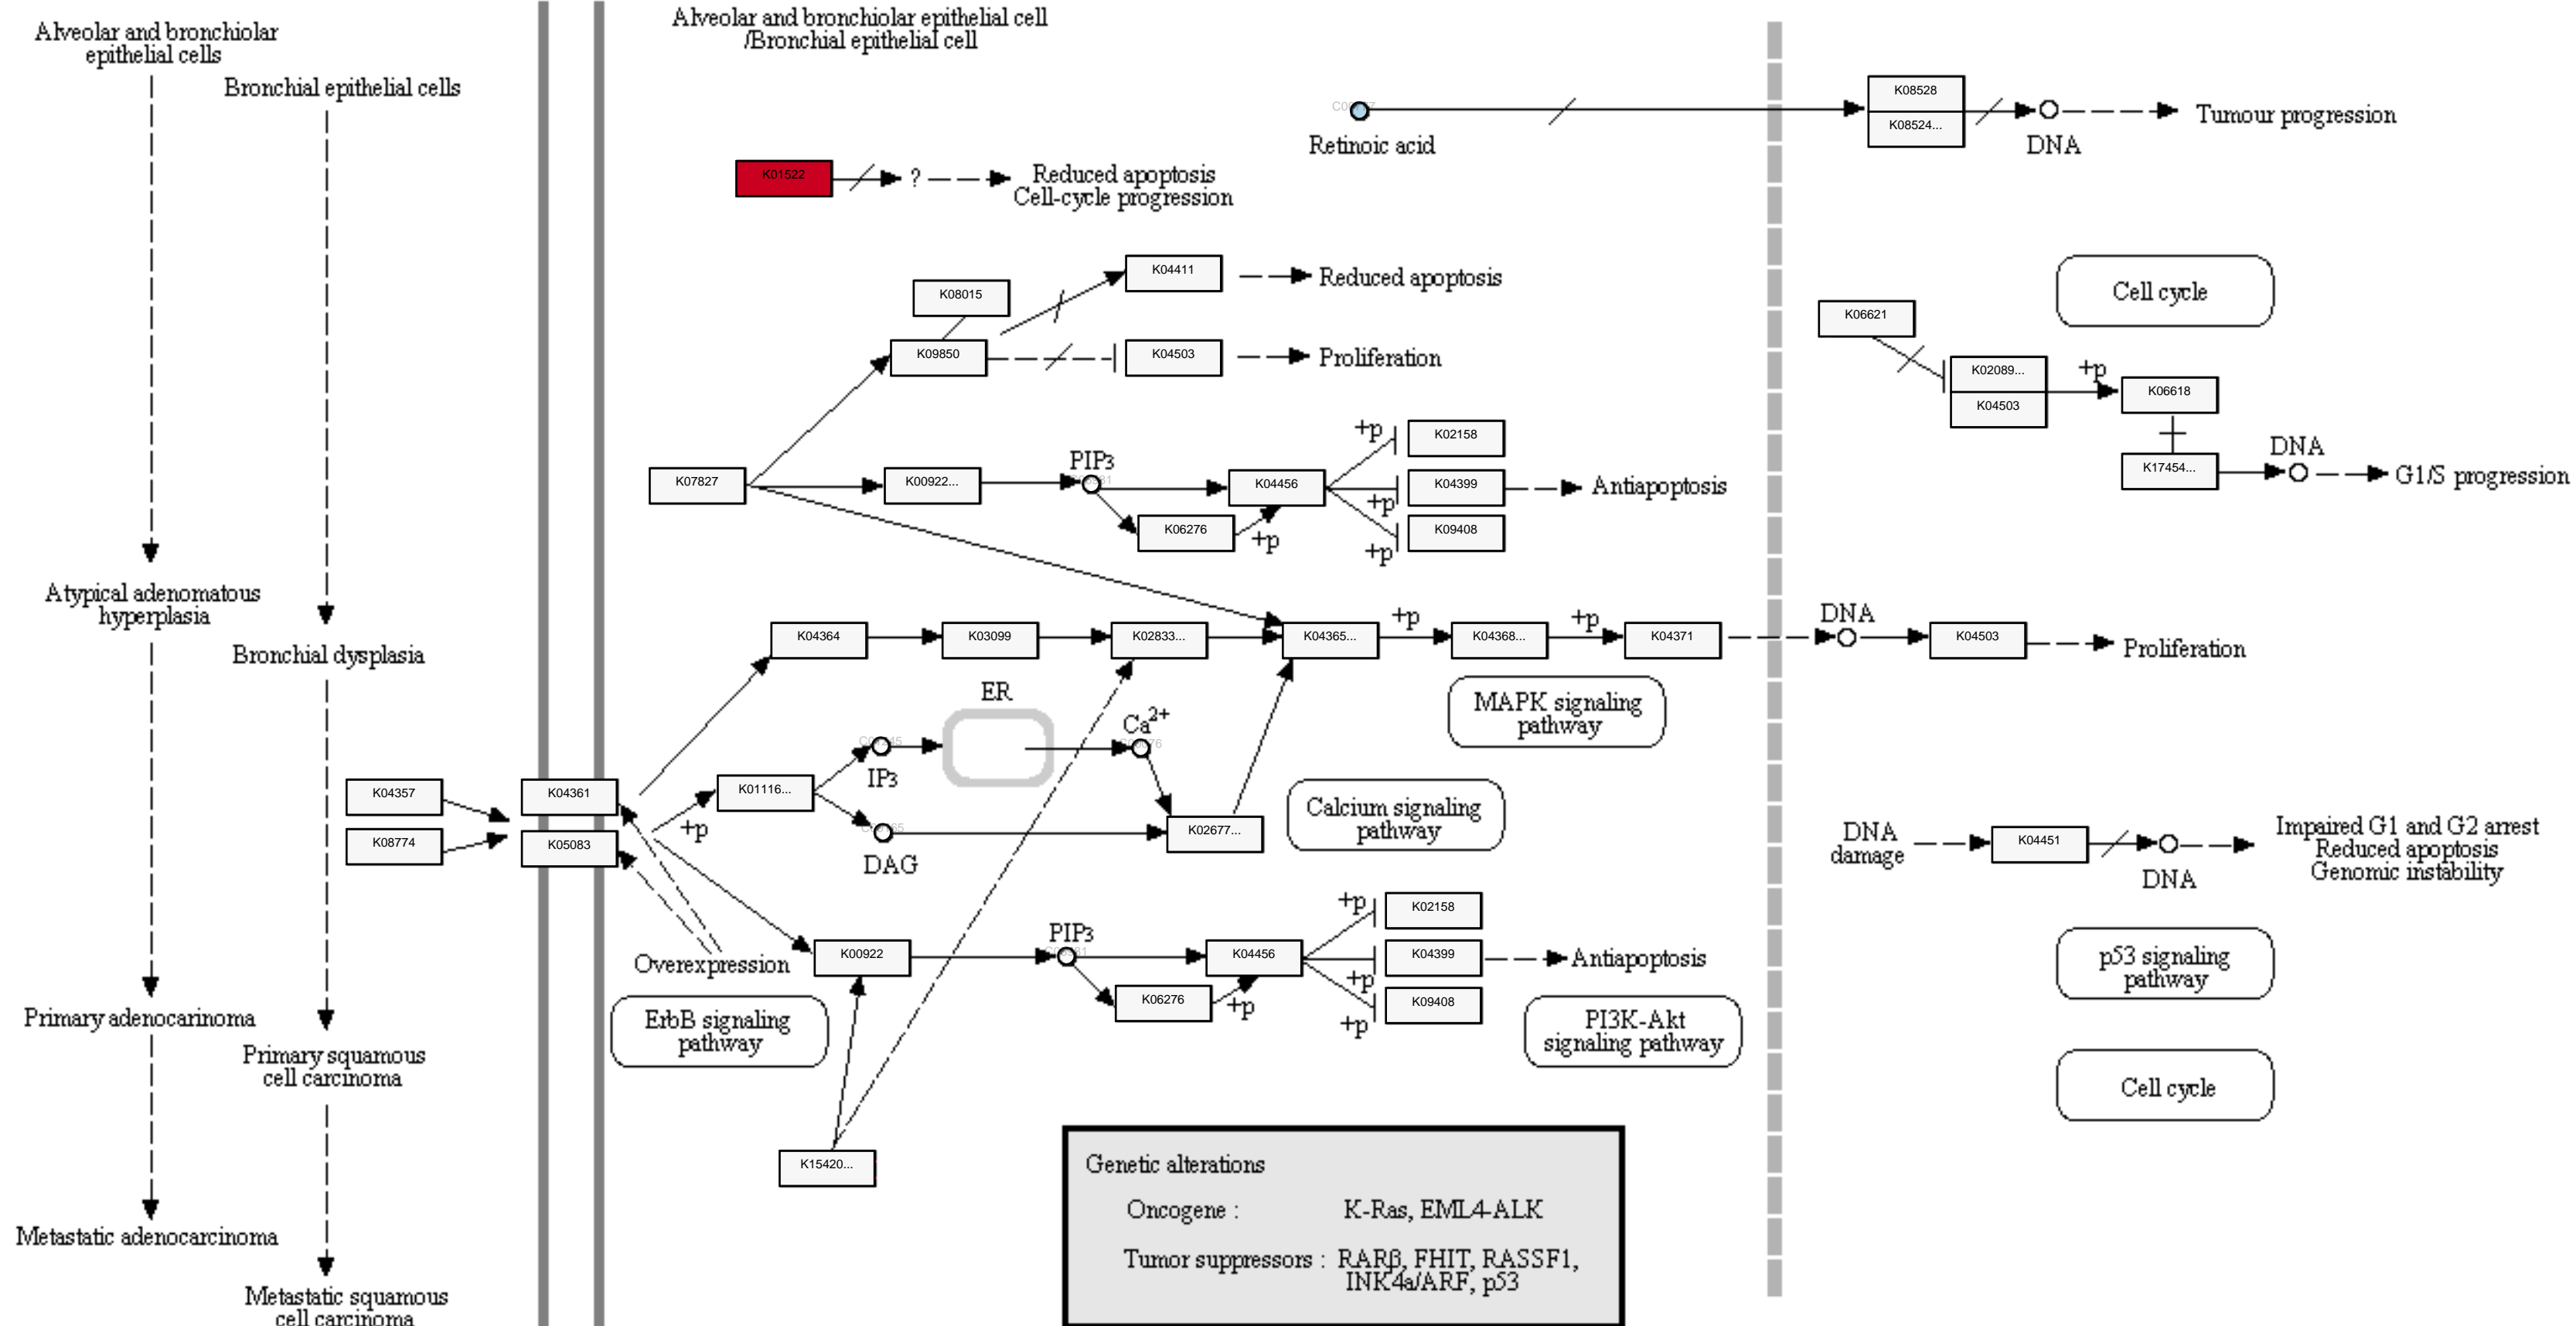 Alveolar and bronchiolar
epithelial cells
Bronchial epithelial cells
Atypical adenomatous
hyperplasia
Bronchial dysplasia
Primary adenocarinoma
Primary squamous
cell carcinoma
Metastatic adenocarcinoma
Metastatic squamous
cell carcinoma
Alveolar and bronchiolar epithelial cell
/Bronchial epithelial cell
Retinoic acid
K08528
K08524...
DNA
Tumour progression
K01522
?
Reduced apoptosis
Cell-cycle progression
K08015
K04411
Reduced apoptosis
K09850
K04503
Proliferation
K06621
Cell cycle
K02089...
K04503
+p
K06618
K17454...
DNA
G1/S progression
K07827
K00922...
PIP3
K04456
K06276
+p
+p
+p
+p
K02158
K04399
K09408
Antiapoptosis
K04364
K03099
K02833...
K04365...
+p
K04368...
+p
K04371
DNA
K04503
Proliferation
MAPK signaling
pathway
ER
Ca2+
IP3
DAG
K01116...
+p
K02677...
Calcium signaling
pathway
K04357
K08774
K04361
K05083
Overexpression
ErbB signaling
pathway
K00922
PIP3
K04456
K06276
+p
+p
+p
+p
K02158
K04399
K09408
Antiapoptosis
PI3K-Akt
signaling pathway
K15420...
DNA
damage
K04451
DNA
Impaired G1 and G2 arrest
Reduced apoptosis
Genomic instability
p53 signaling
pathway
Cell cycle
Genetic alterations
Oncogene : K-Ras, EML4-ALK
Tumor suppressors : RARβ, FHIT, RASSF1,
INK4a/ARF, p53